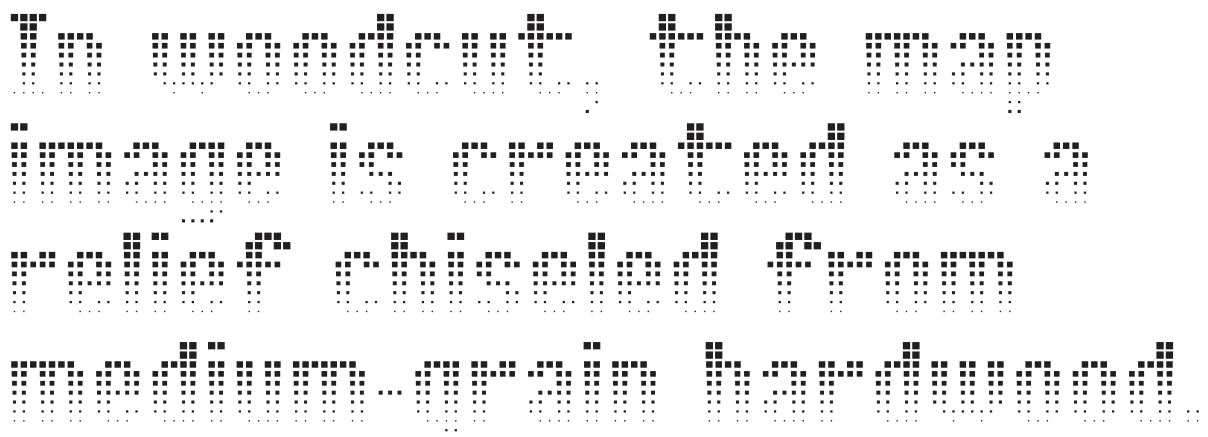 In woodcut, the map
image is created as a
relief chiseled from
medium-grain hardwood.